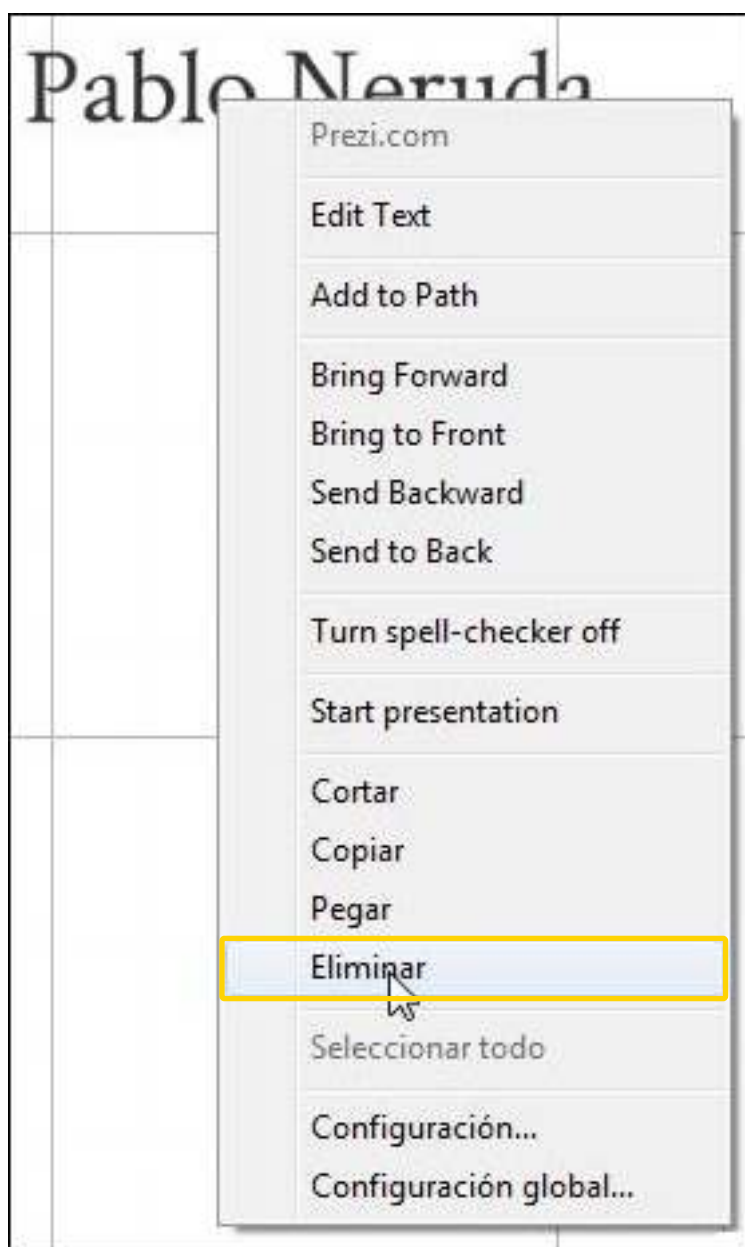 Pablo Neruda
Prezi.com
Edit Text
Add to Path
Bring Forward
Bring to Front
Send Backward
Send to Back
Turn spell-checker off
Start presentation
Cortar
Copiar
Pegar
Eliminar
Seleccionar todo
Configuración...
Configuración global...